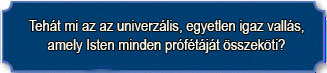 Tehát mi az az univerzális, egyetlen igaz vallás,
amely Isten minden prófétáját összeköti?